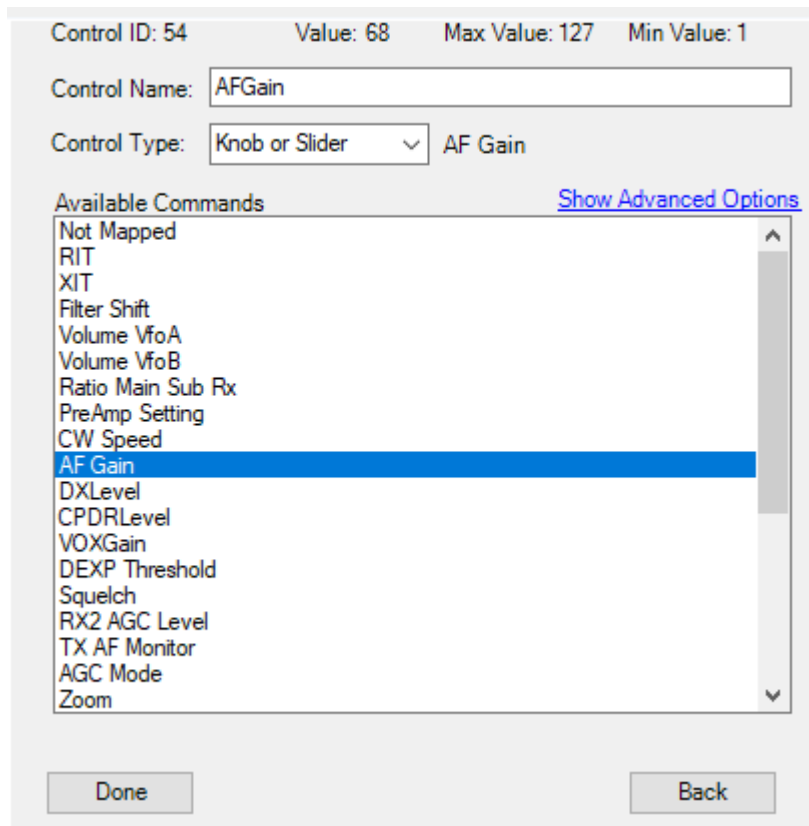 Control ID: 54 Value: 68 Max Value: 127 Min Value: 1
Control Name: AFGain
Control Type: Knob or Slider AF Gain
Available Commands Show Advanced Options
Not Mapped
RIT
XIT
Filter Shift
Volume VfoA
Volume VfoB
Ratio Main Sub Rx
PreAmp Setting
CW Speed
AF Gain
DXLevel
CPDRLevel
VOXGain
DEXP Threshold
Squelch
RX2 AGC Level
TX AF Monitor
AGC Mode
Zoom
Done Back